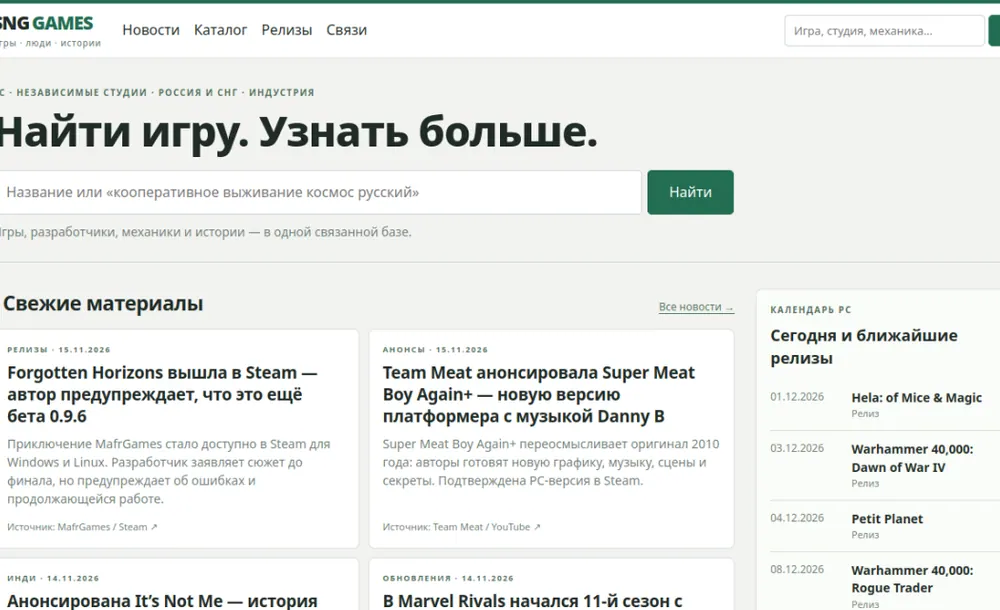 SNG GAMES
гры · люди · истории
Новости Каталог Релизы Связи
Игра, студия, механика...
С · НЕЗАВИСИМЫЕ СТУДИИ · РОССИЯ И СНГ · ИНДУСТРИЯ
Найти игру. Узнать больше.
Название или «кооперативное выживание космос русский»
Найти
Игры, разработчики, механики и истории — в одной связанной базе.
Свежие материалы
Все новости →
РЕЛИЗЫ · 15.11.2026
Forgotten Horizons вышла в Steam —
автор предупреждает, что это ещё
бета 0.9.6
Приключение MafrGames стало доступно в Steam для
Windows и Linux. Разработчик заявляет сюжет до
финала, но предупреждает об ошибках и
продолжающейся работе.
Источник: MafrGames / Steam ↗
АНОНСЫ · 15.11.2026
Team Meat анонсировала Super Meat
Boy Again+ — новую версию
платформера с музыкой Danny B
Super Meat Boy Again+ переосмысливает оригинал 2010
года: авторы готовят новую графику, музыку, сцены и
секреты. Подтверждена PC-версия в Steam.
Источник: Team Meat / YouTube ↗
ИНДИ · 14.11.2026
Анонсирована It’s Not Me — история
ОБНОВЛЕНИЯ · 14.11.2026
В Marvel Rivals начался 11-й сезон с
КАЛЕНДАРЬ PC
Сегодня и ближайшие
релизы
01.12.2026 Hela: of Mice & Magic
Релиз
03.12.2026 Warhammer 40,000:
Dawn of War IV
Релиз
04.12.2026 Petit Planet
Релиз
08.12.2026 Warhammer 40,000:
Rogue Trader
Релиз